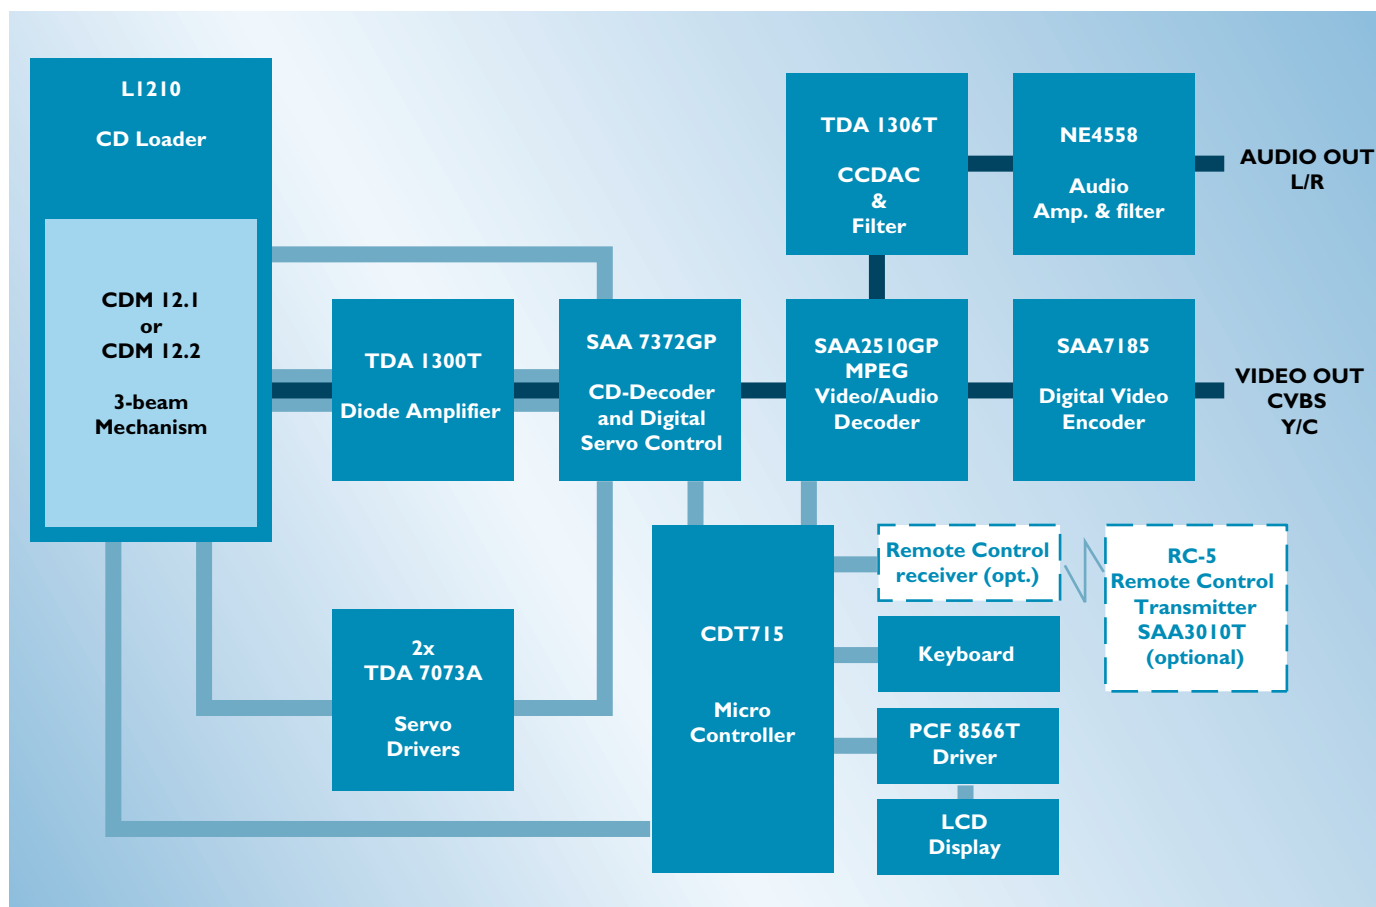 L1210
CD Loader
CDM 12.1
or
CDM 12.2
3-beam
Mechanism
TDA 1300T
Diode Amplifier
SAA 7372GP
CD-Decoder
and Digital
Servo Control
TDA 1306T
CCDAC
&
Filter
NE4558
Audio
Amp. & filter
AUDIO OUT
L/R
SAA2510GP
MPEG
Video/Audio
Decoder
SAA7185
Digital Video
Encoder
VIDEO OUT
CVBS
Y/C
2x
TDA 7073A
Servo
Drivers
CDT715
Micro
Controller
Remote Control
receiver (opt.)
RC-5
Remote Control
Transmitter
SAA3010T
(optional)
Keyboard
PCF 8566T
Driver
LCD
Display